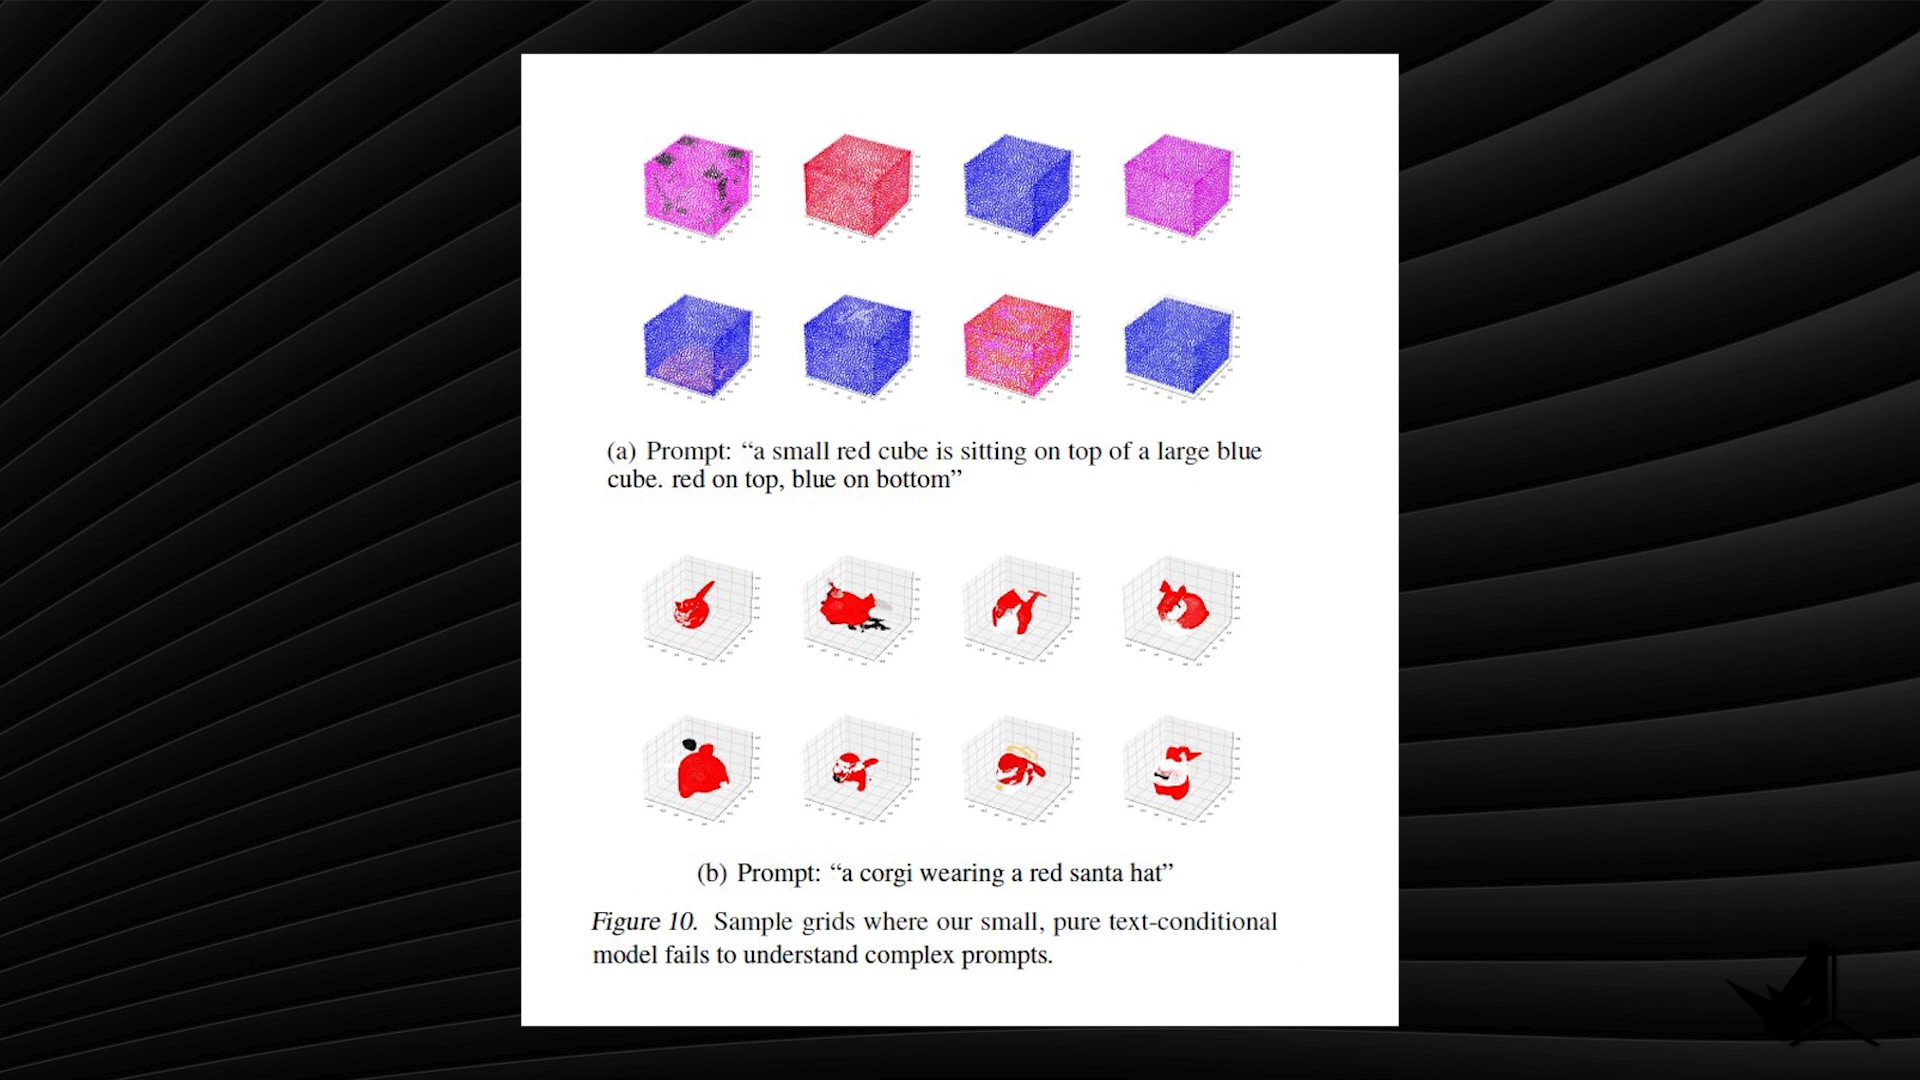 (a) Prompt: “a small red cube is sitting on top of a large blue
cube. red on top, blue on bottom”
(b) Prompt: “a corgi wearing a red santa hat”
Figure 10. Sample grids where our small, pure text-conditional
model fails to understand complex prompts.